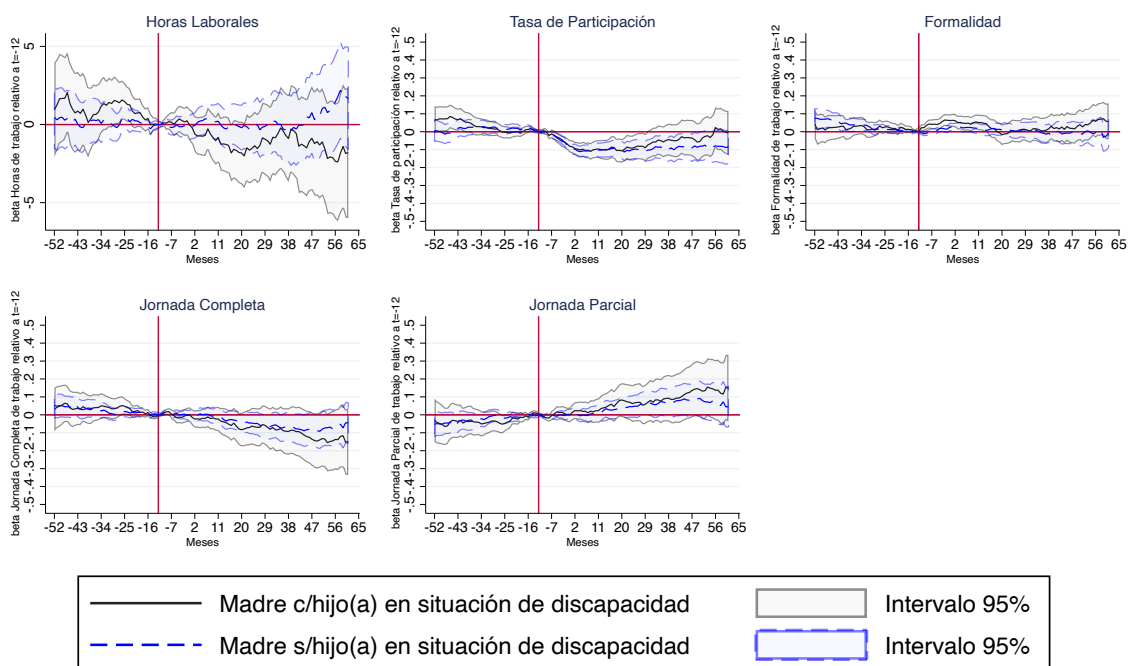 Horas Laborales
beta Horas de trabajo relativo a t=-12
5
0
-5
-52 -43 -34 -25 -16 -7 2 11 20 29 38 47 56 65
Meses
Tasa de Participación
beta Tasa de participación relativo a t=-12
.5
.4
.3
.2
.1
0
-.1
-.2
-.3
-.4
-.5
-52 -43 -34 -25 -16 -7 2 11 20 29 38 47 56 65
Meses
Formalidad
beta Formalidad de trabajo relativo a t=-12
.5
.4
.3
.2
.1
0
-.1
-.2
-.3
-.4
-.5
-52 -43 -34 -25 -16 -7 2 11 20 29 38 47 56 65
Meses
Jornada Completa
beta Jornada Completa de trabajo relativo a t=-12
.5
.4
.3
.2
.1
0
-.1
-.2
-.3
-.4
-.5
-52 -43 -34 -25 -16 -7 2 11 20 29 38 47 56 65
Meses
Jornada Parcial
beta Jornada Parcial de trabajo relativo a t=-12
.5
.4
.3
.2
.1
0
-.1
-.2
-.3
-.4
-.5
-52 -43 -34 -25 -16 -7 2 11 20 29 38 47 56 65
Meses
Madre c/hijo(a) en situación de discapacidad
Intervalo 95%
Madre s/hijo(a) en situación de discapacidad
Intervalo 95%